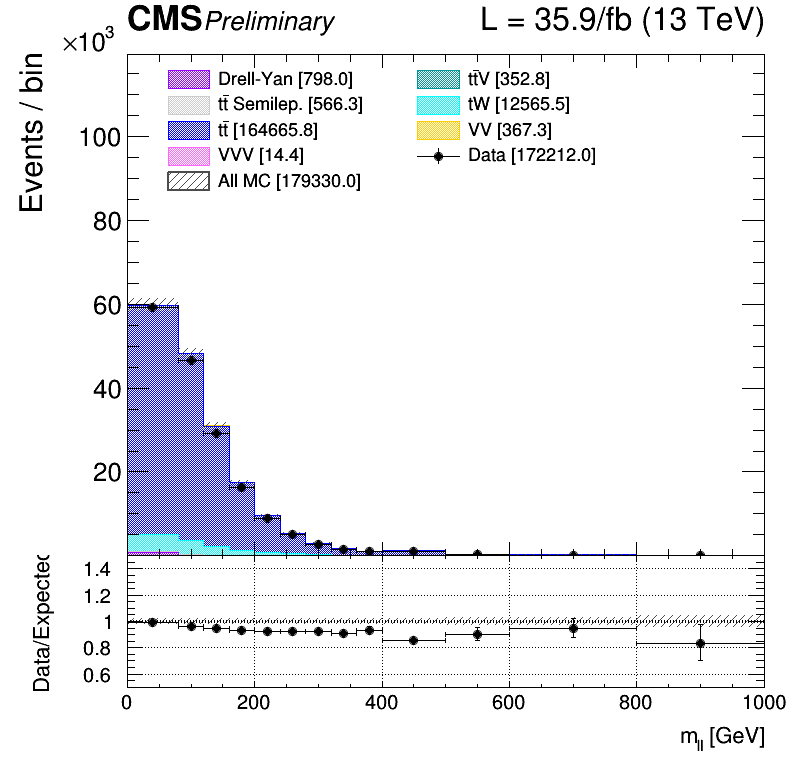 CMS Preliminary L = 35.9/fb (13 TeV)
×10³
Events / bin
Drell-Yan [798.0]
tt̄ Semilep. [566.3]
tt̄ [164665.8]
VVV [14.4]
All MC [179330.0]
tt̄V [352.8]
tW [12565.5]
VV [367.3]
Data [172212.0]
100
80
60
40
20
Data/Expected
1.4
1.2
1
0.8
0.6
0 200 400 600 800 1000
m_ll [GeV]